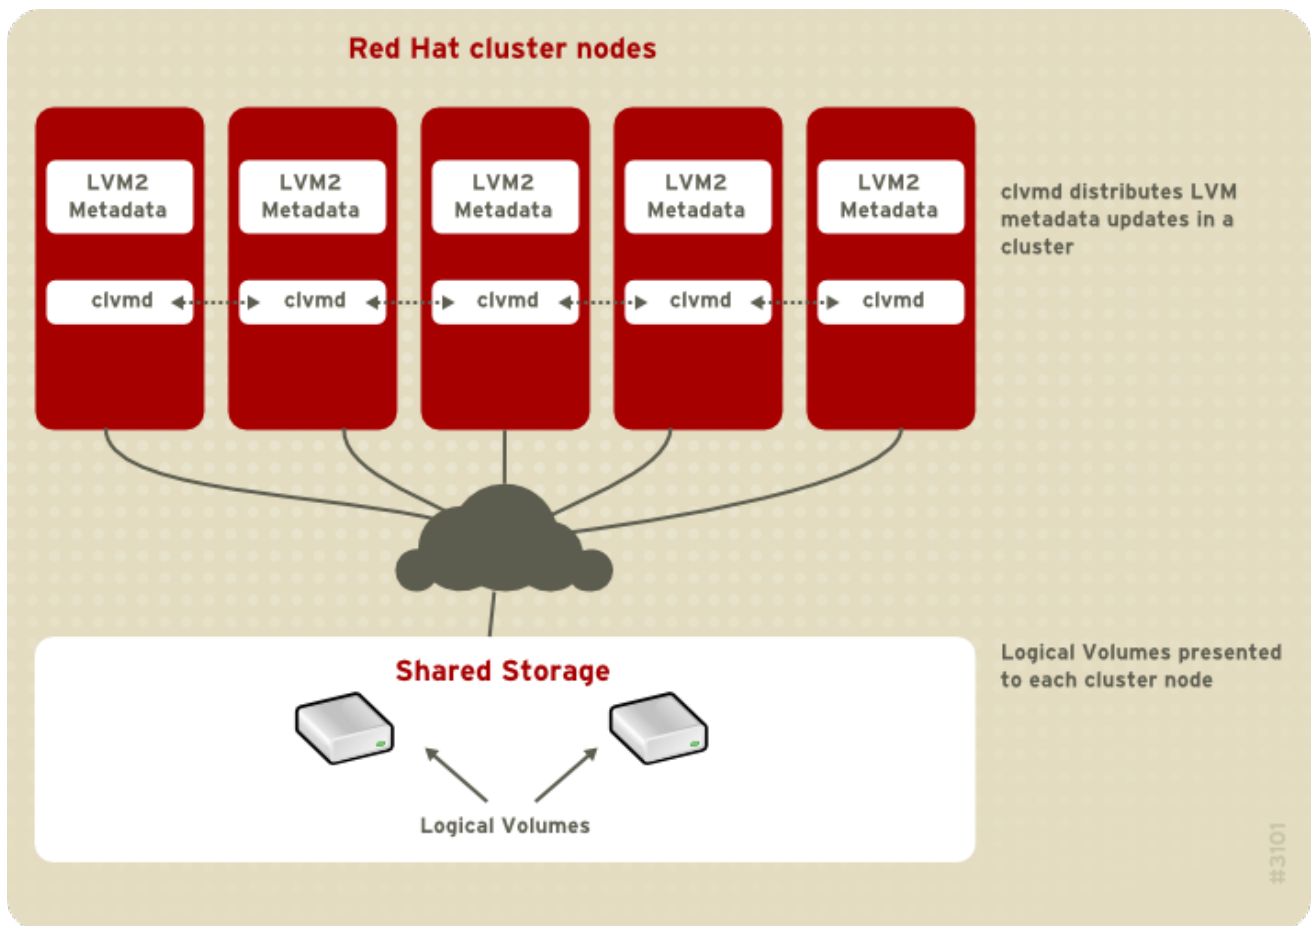 Red Hat cluster nodes
LVM2
Metadata
LVM2
Metadata
LVM2
Metadata
LVM2
Metadata
LVM2
Metadata
clvmd distributes LVM
metadata updates in a
cluster
clvmd
clvmd
clvmd
clvmd
clvmd
Shared Storage
Logical Volumes presented
to each cluster node
Logical Volumes
#3101